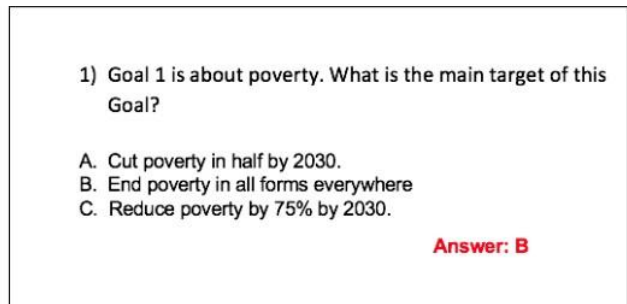 1) Goal 1 is about poverty. What is the main target of this
Goal?
A. Cut poverty in half by 2030.
B. End poverty in all forms everywhere
C. Reduce poverty by 75% by 2030.
Answer: B